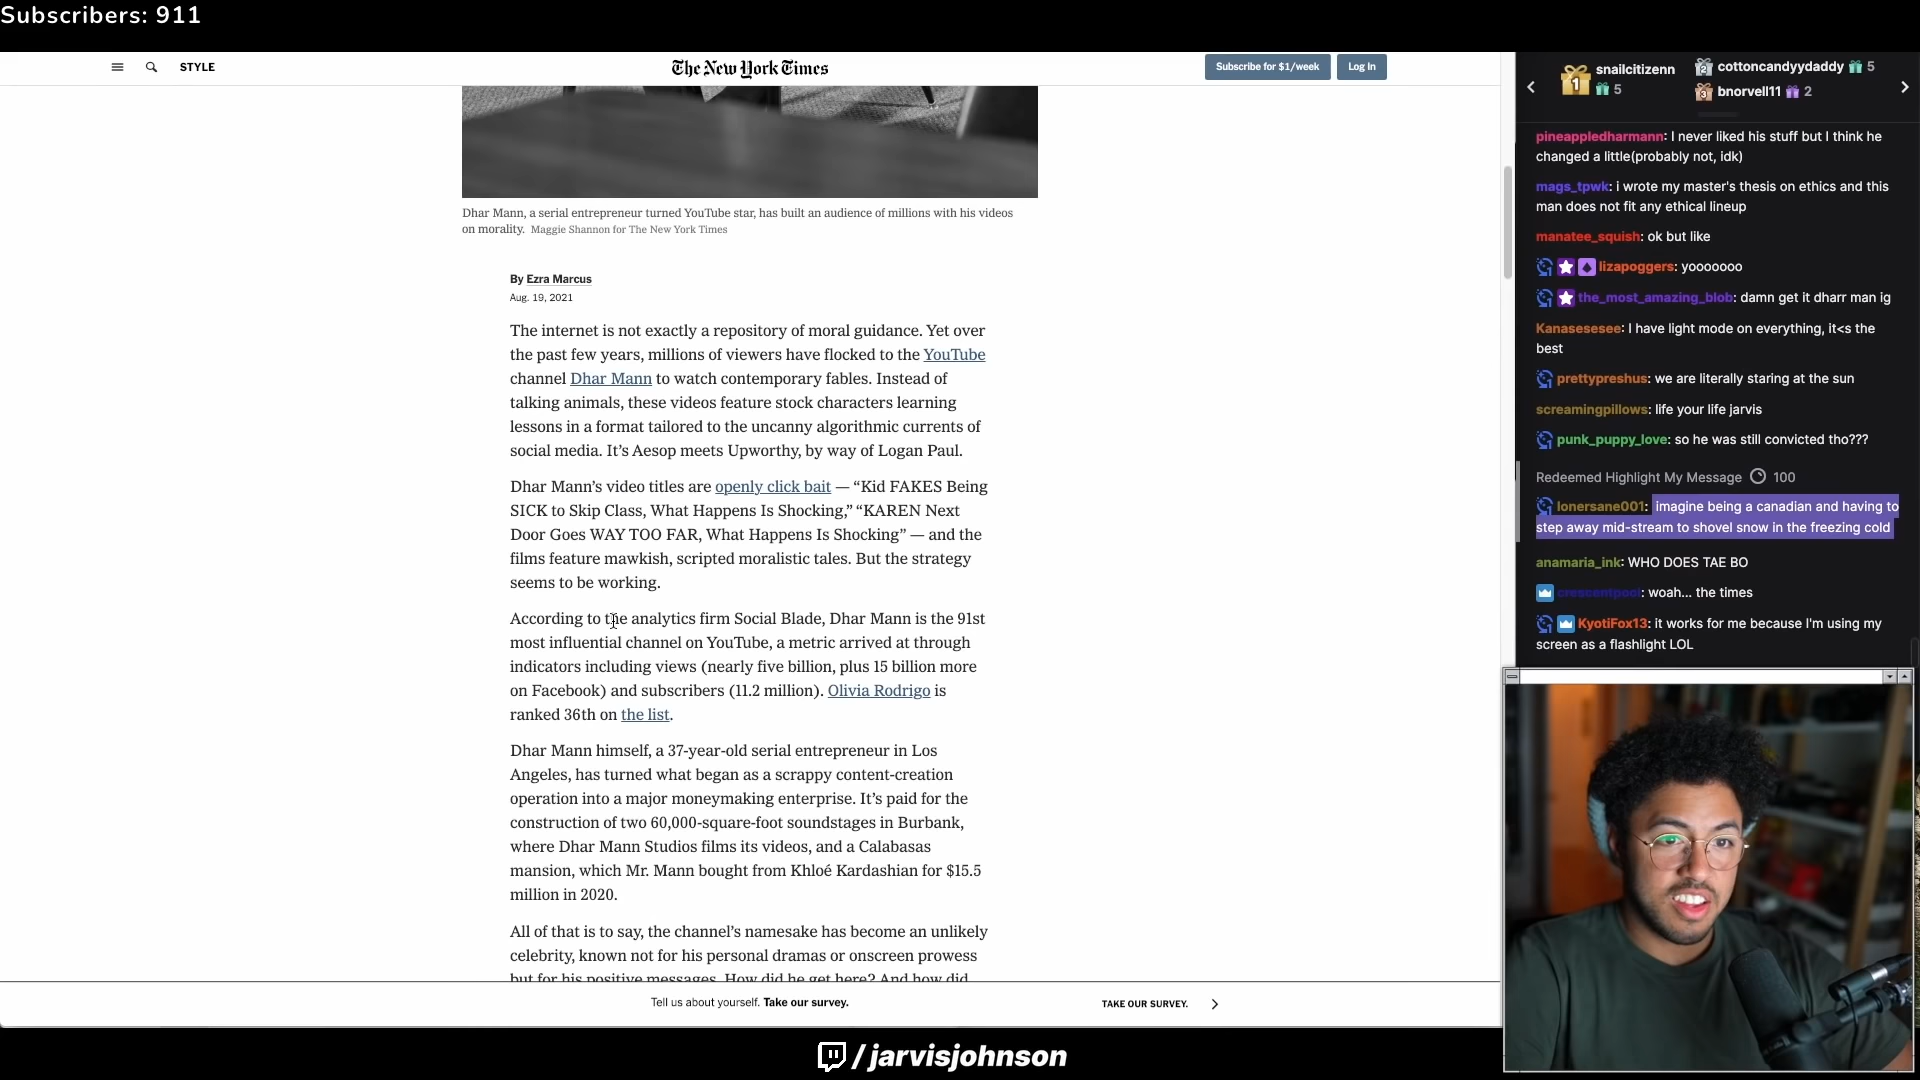 Subscribers: 911
STYLE
The New York Times
Subscribe for $1/week
Log In
Dhar Mann, a serial entrepreneur turned YouTube star, has built an audience of millions with his videos
on morality. Maggie Shannon for The New York Times
By Ezra Marcus
Aug. 19, 2021
The internet is not exactly a repository of moral guidance. Yet over
the past few years, millions of viewers have flocked to the YouTube
channel Dhar Mann to watch contemporary fables. Instead of
talking animals, these videos feature stock characters learning
lessons in a format tailored to the uncanny algorithmic currents of
social media. It’s Aesop meets Upworthy, by way of Logan Paul.
Dhar Mann’s video titles are openly click bait — “Kid FAKES Being
SICK to Skip Class, What Happens Is Shocking,” “KAREN Next
Door Goes WAY TOO FAR, What Happens Is Shocking” — and the
films feature mawkish, scripted moralistic tales. But the strategy
seems to be working.
According to the analytics firm Social Blade, Dhar Mann is the 91st
most influential channel on YouTube, a metric arrived at through
indicators including views (nearly five billion, plus 15 billion more
on Facebook) and subscribers (11.2 million). Olivia Rodrigo is
ranked 36th on the list.
Dhar Mann himself, a 37-year-old serial entrepreneur in Los
Angeles, has turned what began as a scrappy content-creation
operation into a major moneymaking enterprise. It’s paid for the
construction of two 60,000-square-foot soundstages in Burbank,
where Dhar Mann Studios films its videos, and a Calabasas
mansion, which Mr. Mann bought from Khloé Kardashian for $15.5
million in 2020.
All of that is to say, the channel’s namesake has become an unlikely
celebrity, known not for his personal dramas or onscreen prowess
but for his positive messages. How did he get here? And how did
Tell us about yourself. Take our survey.
TAKE OUR SURVEY.
/jarvisjohnson
1
snailcitizenn
5
2
cottoncandyydaddy 5
3
bnorvell11 2
pineappledharmann: I never liked his stuff but I think he
changed a little(probably not, idk)
mags_tpwk: i wrote my master's thesis on ethics and this
man does not fit any ethical lineup
manatee_squish: ok but like
lizapoggers: yooooooo
the_most_amazing_blob: damn get it dharr man ig
Kanasesesee: I have light mode on everything, it<s the
best
prettypreshus: we are literally staring at the sun
screamingpillows: life your life jarvis
punk_puppy_love: so he was still convicted tho???
Redeemed Highlight My Message 100
lonersane001: imagine being a canadian and having to
step away mid-stream to shovel snow in the freezing cold
anamaria_ink: WHO DOES TAE BO
crescentpool: woah... the times
KyotiFox13: it works for me because I'm using my
screen as a flashlight LOL